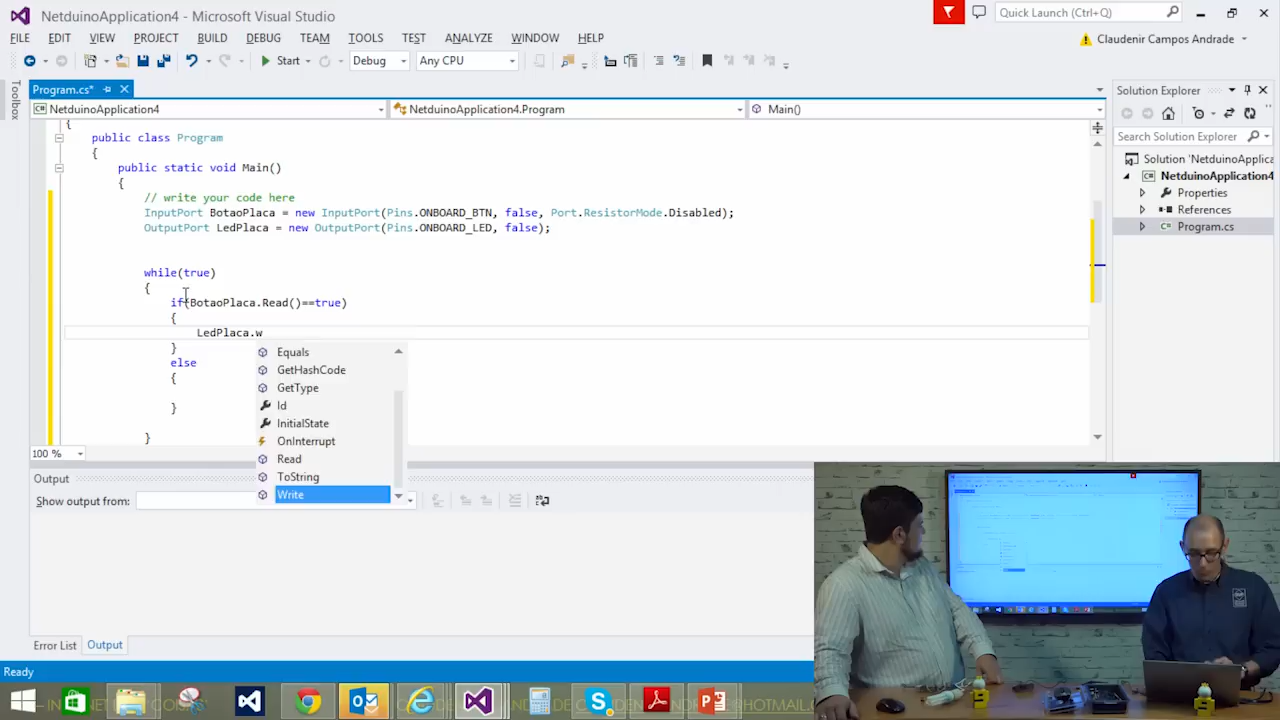 NetduinoApplication4 - Microsoft Visual Studio
Quick Launch (Ctrl+Q)
FILE EDIT VIEW PROJECT BUILD DEBUG TEAM TOOLS TEST ANALYZE WINDOW HELP
Claudenir Campos Andrade
Start Debug Any CPU
Toolbox
Program.cs*
Solution Explorer
NetduinoApplication4 NetduinoApplication4.Program Main()
Search Solution Explorer
{
public class Program
{
public static void Main()
{
// write your code here
InputPort BotaoPlaca = new InputPort(Pins.ONBOARD_BTN, false, Port.ResistorMode.Disabled);
OutputPort LedPlaca = new OutputPort(Pins.ONBOARD_LED, false);
while(true)
{
if(BotaoPlaca.Read()==true)
{
LedPlaca.w
}
else
{
}
}
Equals
GetHashCode
GetType
Id
InitialState
OnInterrupt
Read
ToString
Write
Solution 'NetduinoApplica
NetduinoApplication4
Properties
References
Program.cs
100 %
Output
Show output from:
Error List Output
Ready